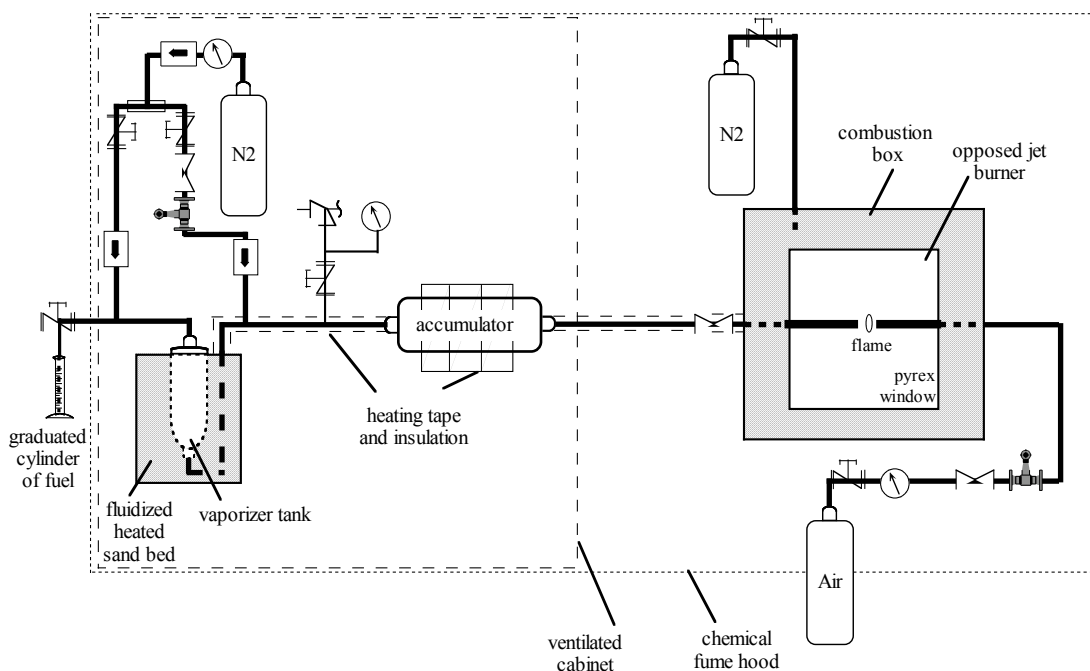 N2
N2
combustion
box
opposed jet
burner
accumulator
flame
pyrex
window
heating tape
and insulation
graduated
cylinder
of fuel
fluidized
heated
sand bed
vaporizer tank
Air
ventilated
cabinet
chemical
fume hood